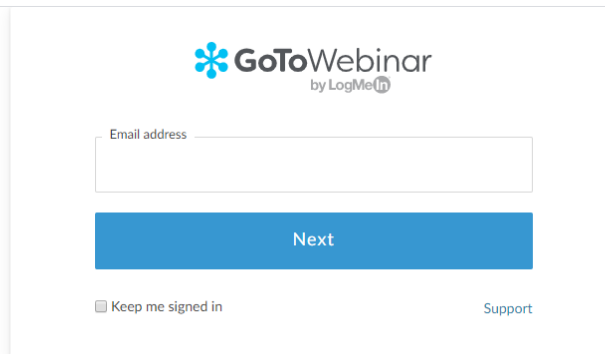 GoToWebinar
by LogMeIn
Email address
Next
Keep me signed in
Support